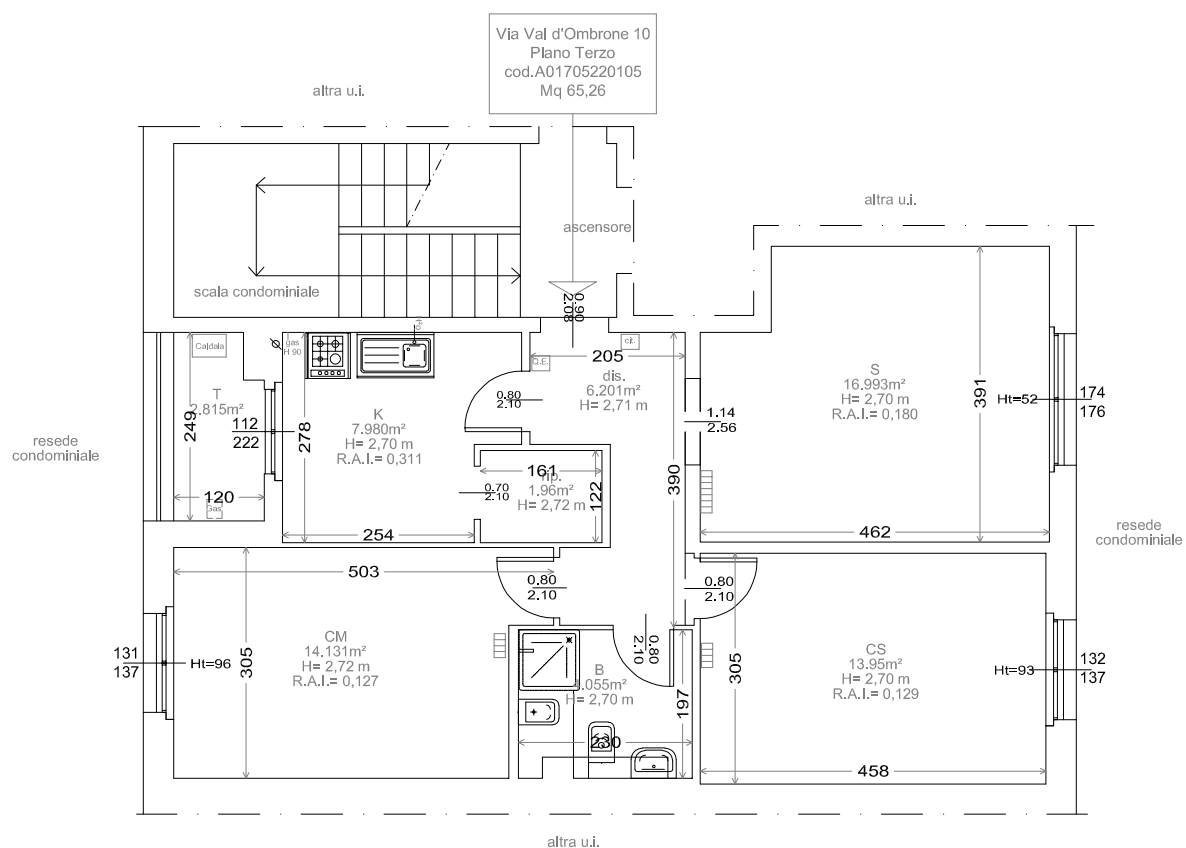 Via Val d'Ombrone 10
Piano Terzo
cod.A01705220105
Mq 65,26
altra u.i.
altra u.i.
ascensore
scala condominiale
0.90
2.08
Caldaia
gas
H 90
T
2.815m²
249
120
Gas
112
222
resede
condominiale
K
7.980m²
H= 2,70 m
R.A.I.= 0,311
278
254
0.80
2.10
Q.E.
cit.
205
dis.
6.201m²
H= 2,71 m
390
1.14
2.56
S
16.993m²
H= 2,70 m
R.A.I.= 0,180
391
462
Ht=52
174
176
0.70
2.10
161
rip.
1.96m²
H= 2,72 m
122
resede
condominiale
503
0.80
2.10
CM
14.131m²
H= 2,72 m
R.A.I.= 0,127
305
Ht=96
131
137
0.80
2.10
B
H= 2,70 m
197
230
0.80
2.10
CS
13.95m²
H= 2,70 m
R.A.I.= 0,129
305
458
Ht=93
132
137
altra u.i.